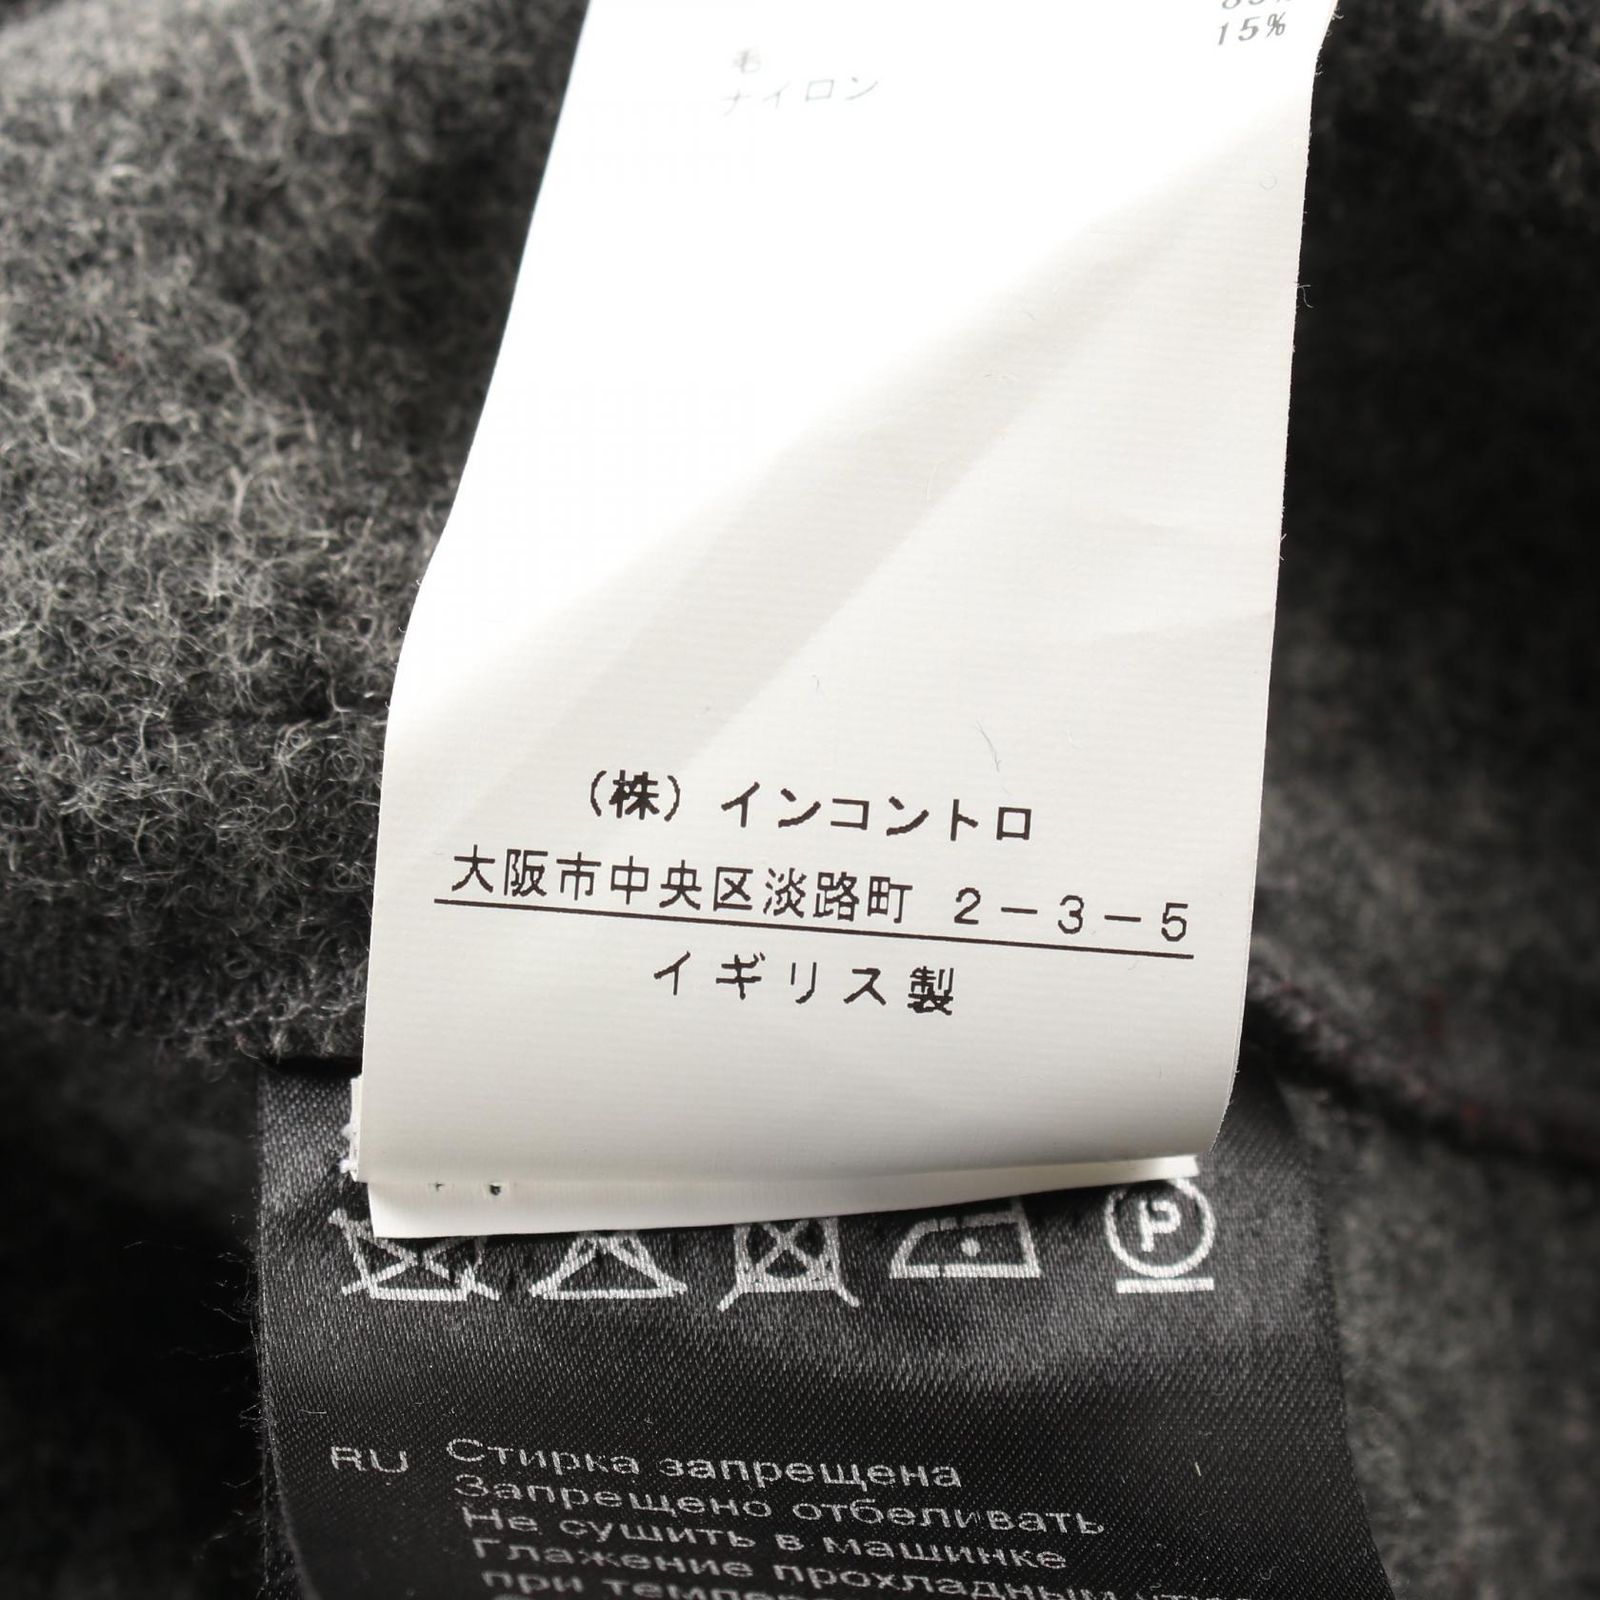 毛
ナイロン 15%
(株) インコントロ
大阪市中央区淡路町 2-3-5
イギリス製
P
RU Стирка запрещена
Запрещено отбеливать
Не сушить в машинке
Глажение прохладным
при